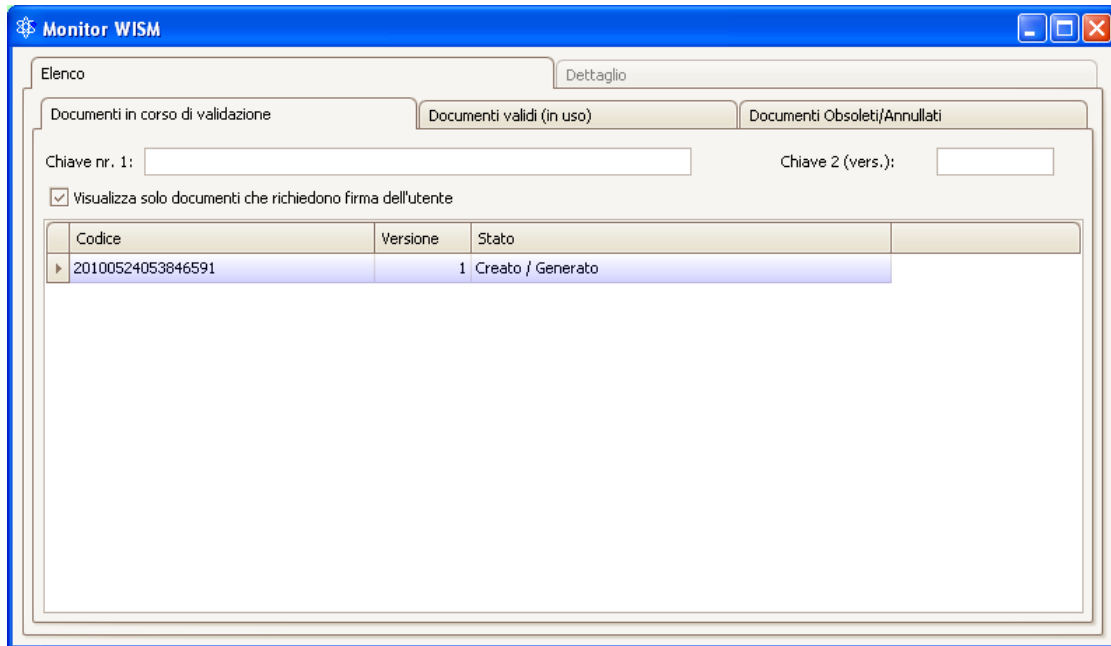 Monitor WISM
Elenco Dettaglio
Documenti in corso di validazione Documenti validi (in uso) Documenti Obsoleti/Annullati
Chiave nr. 1: Chiave 2 (vers.):
Visualizza solo documenti che richiedono firma dell'utente
Codice Versione Stato
20100524053846591 1 Creato / Generato